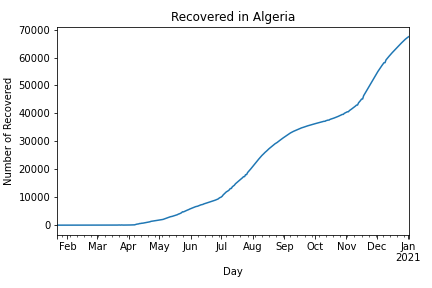 Recovered in Algeria
70000
60000
50000
40000
30000
20000
10000
0
Number of Recovered
Feb Mar Apr May Jun Jul Aug Sep Oct Nov Dec Jan
2021
Day